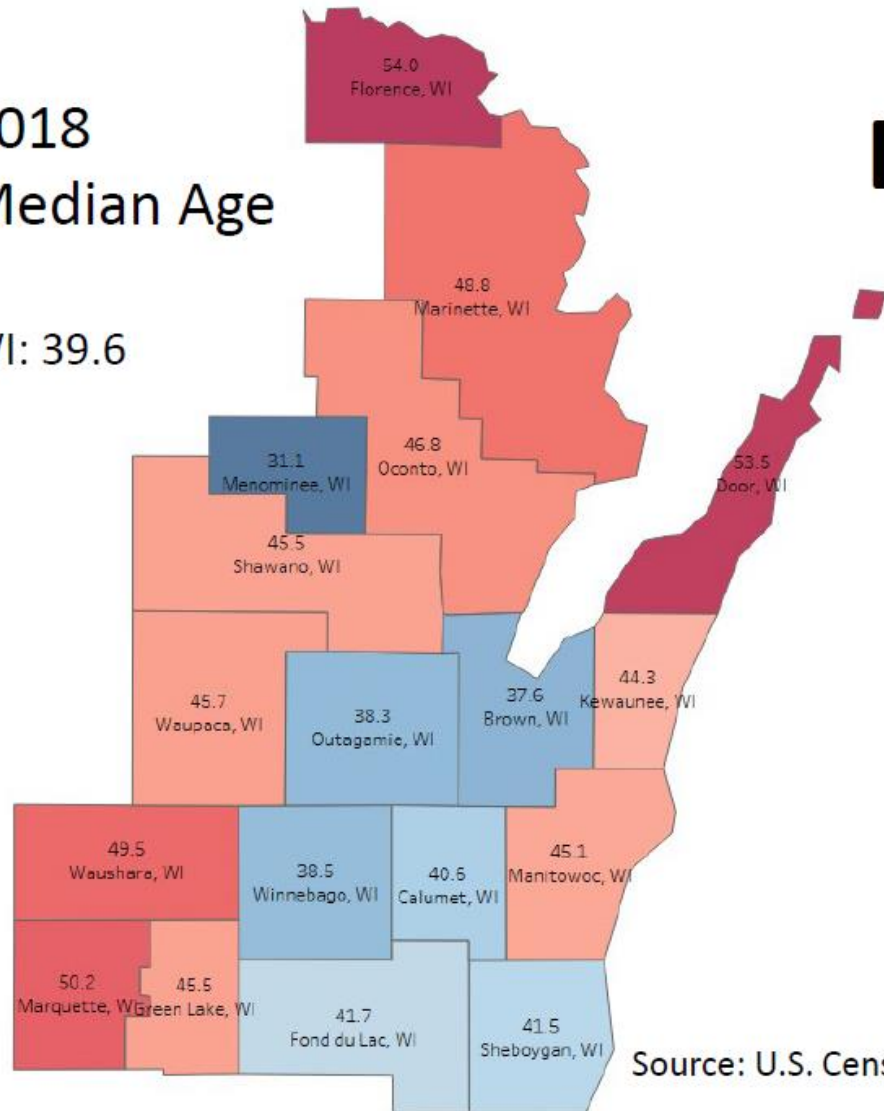 54.0
Florence, WI
018
Median Age
48.8
Marinette, WI
WI: 39.6
46.8
Oconto, WI
31.1
Menominee, WI
53.5
Door, WI
45.5
Shawano, WI
44.3
Kewaunee, WI
45.7
Waupaca, WI
38.3
Outagamie, WI
37.6
Brown, WI
49.5
Waushara, WI
38.5
Winnebago, WI
40.6
Calumet, WI
45.1
Manitowoc, WI
50.2
Marquette, WI
45.5
Green Lake, WI
41.7
Fond du Lac, WI
41.5
Sheboygan, WI
Source: U.S. Cens